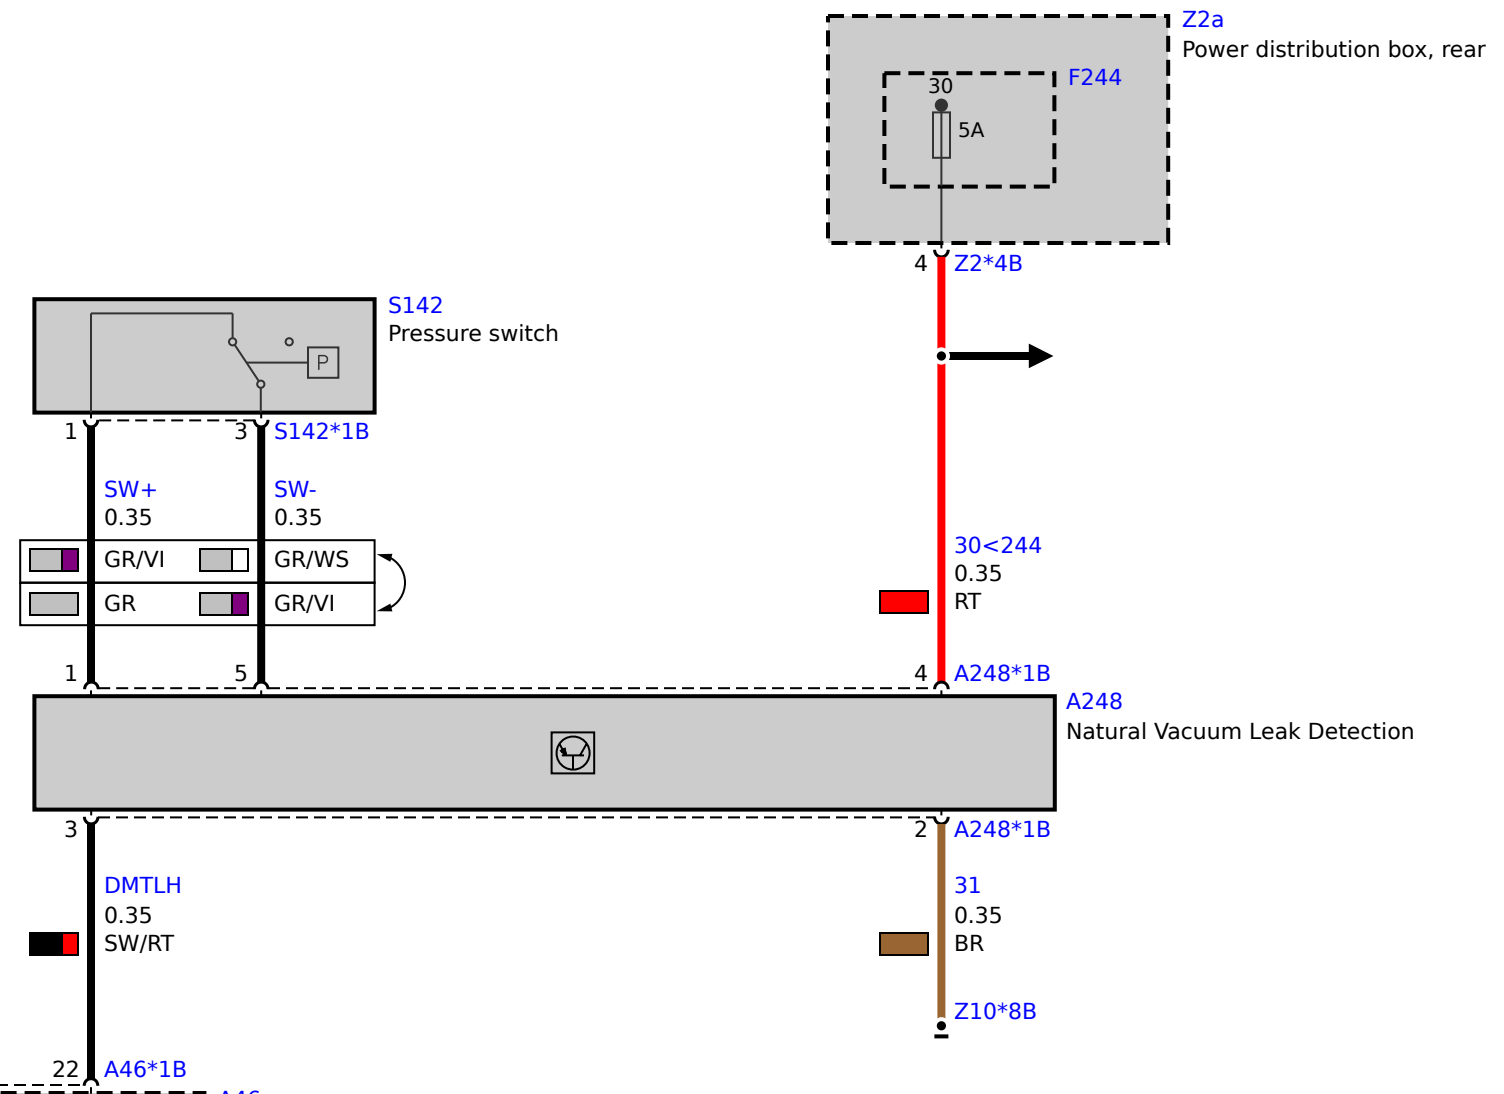 Z2a
Power distribution box, rear
F244
30
5A
4 Z2*4B
S142
Pressure switch
P
1 3 S142*1B
SW+ SW-
0.35 0.35
GR/VI GR/WS
GR GR/VI
30<244
0.35
RT
1 5 4 A248*1B
A248
Natural Vacuum Leak Detection
3 2 A248*1B
DMTLH 31
0.35 0.35
SW/RT BR
Z10*8B
22 A46*1B